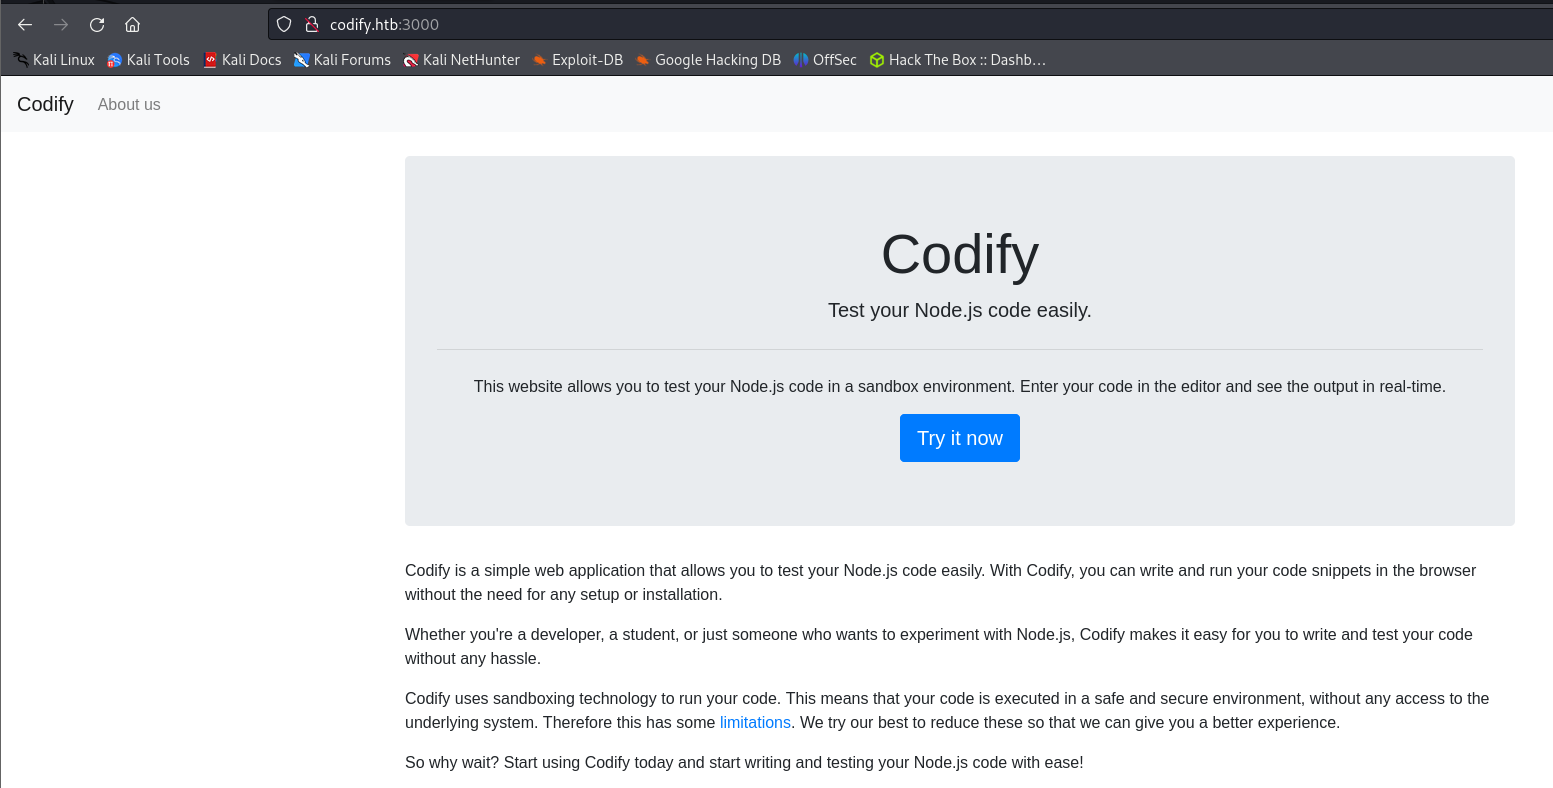 codify.htb:3000
Kali Linux Kali Tools Kali Docs Kali Forums Kali NetHunter Exploit-DB Google Hacking DB OffSec Hack The Box :: Dashb…
Codify About us
Codify
Test your Node.js code easily.
This website allows you to test your Node.js code in a sandbox environment. Enter your code in the editor and see the output in real-time.
Try it now
Codify is a simple web application that allows you to test your Node.js code easily. With Codify, you can write and run your code snippets in the browser
without the need for any setup or installation.
Whether you're a developer, a student, or just someone who wants to experiment with Node.js, Codify makes it easy for you to write and test your code
without any hassle.
Codify uses sandboxing technology to run your code. This means that your code is executed in a safe and secure environment, without any access to the
underlying system. Therefore this has some limitations. We try our best to reduce these so that we can give you a better experience.
So why wait? Start using Codify today and start writing and testing your Node.js code with ease!